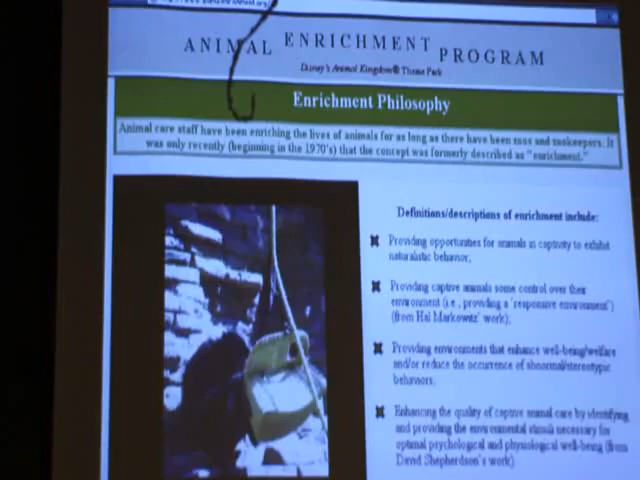 ANIMAL ENRICHMENT PROGRAM
Disney's Animal Kingdom® Theme Park
Enrichment Philosophy
Animal care staff have been enriching the lives of animals for as long as there have been zoos and zookeepers. It
was only recently (beginning in the 1970's) that the concept was formerly described as "enrichment."
Definitions/descriptions of enrichment include:
Providing opportunities for animals in captivity to exhibit
naturalistic behavior;
Providing captive animals some control over their
environment (i.e., providing a 'responsive environment')
(from Hal Markowitz' work);
Providing environments that enhance well-being/welfare
and/or reduce the occurrence of abnormal/stereotypic
behaviors;
Enhancing the quality of captive animal care by identifying
and providing the environmental stimuli necessary for
optimal psychological and physiological well-being (from
David Shepherdson's work)